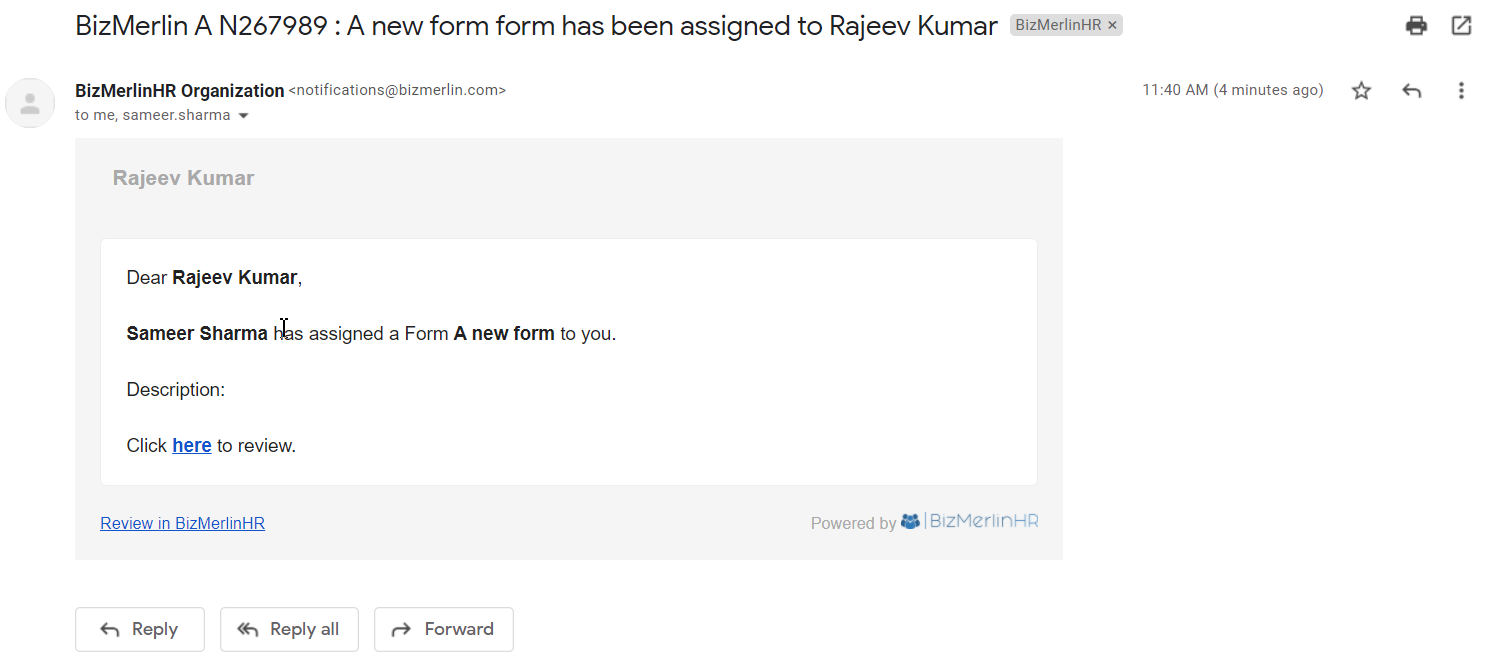 BizMerlin A N267989 : A new form form has been assigned to Rajeev Kumar BizMerlinHR ×
BizMerlinHR Organization <notifications@bizmerlin.com> 11:40 AM (4 minutes ago)
to me, sameer.sharma
Rajeev Kumar
Dear Rajeev Kumar,
Sameer Sharma has assigned a Form A new form to you.
Description:
Click here to review.
Review in BizMerlinHR Powered by BizMerlinHR
Reply Reply all Forward